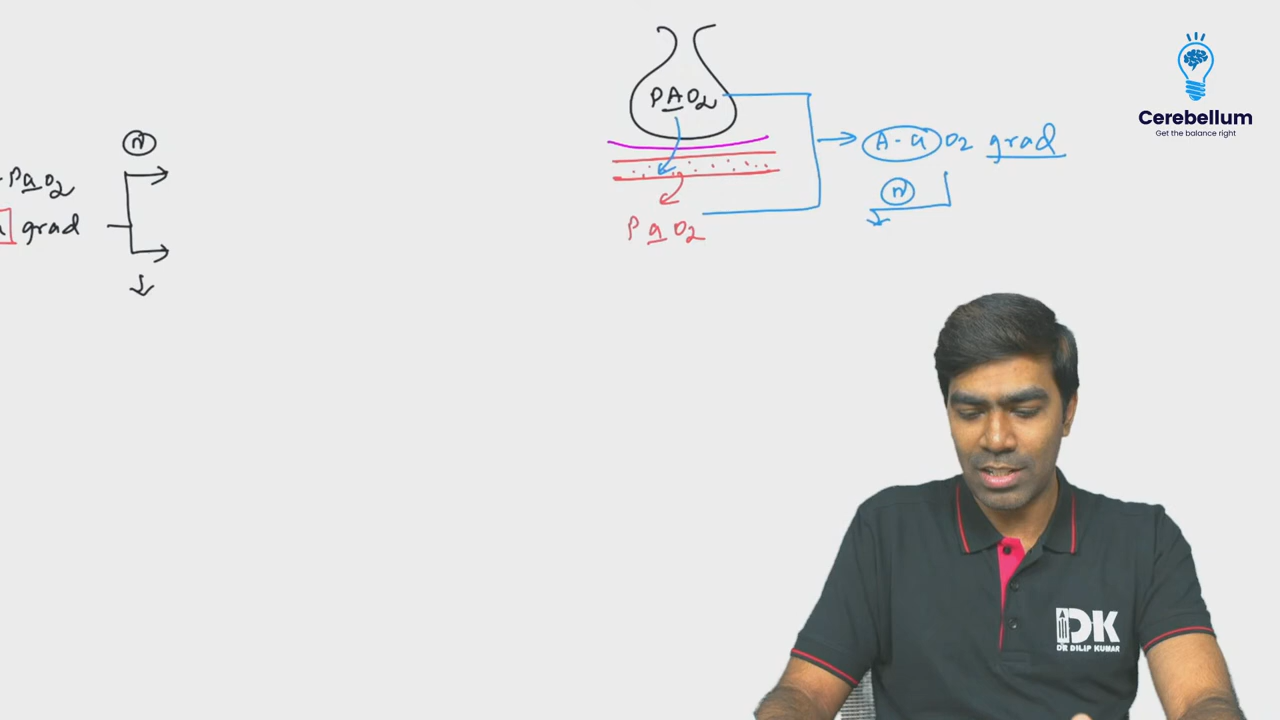 PAO2
Cerebellum
Get the balance right
A-a O2 grad
N
N
PaO2
grad
PaO2
DK
DR DILIP KUMAR